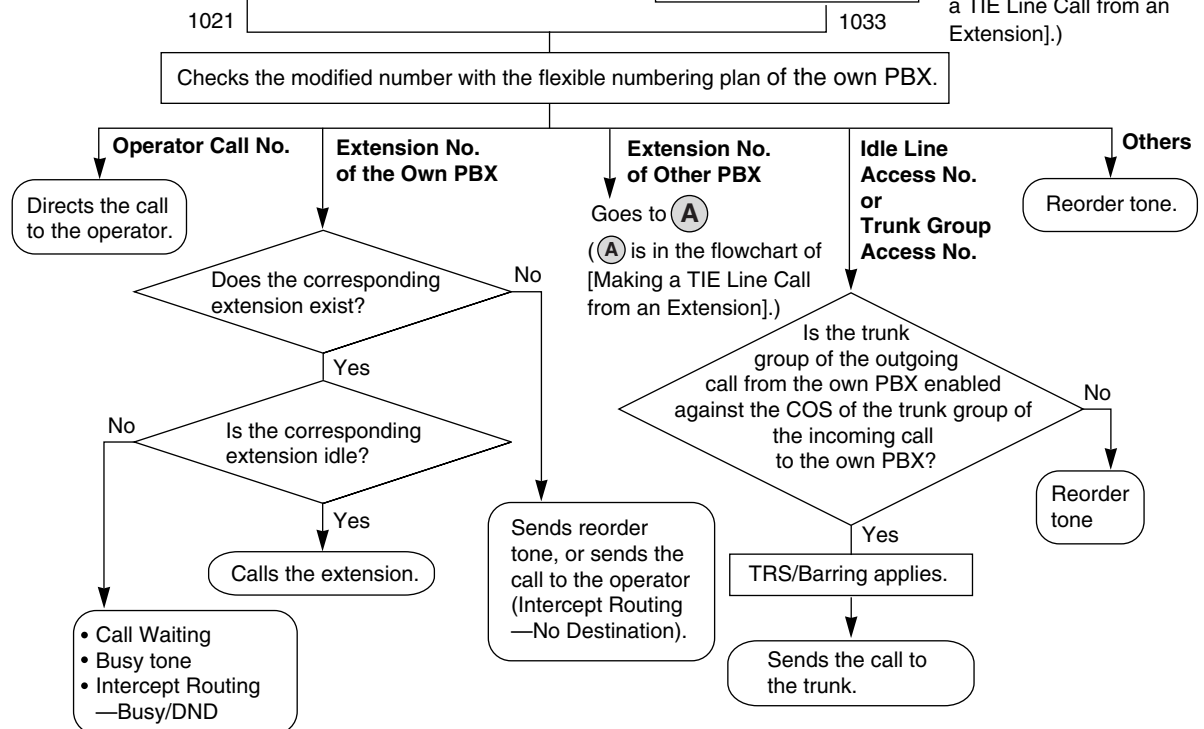 a TIE Line Call from an
Extension].)
1021
1033
Checks the modified number with the flexible numbering plan of the own PBX.
Operator Call No.
Directs the call
to the operator.
Extension No.
of the Own PBX
Extension No.
of Other PBX
Goes to A
( A is in the flowchart of
[Making a TIE Line Call
from an Extension].)
Idle Line
Access No.
or
Trunk Group
Access No.
Others
Reorder tone.
Does the corresponding
extension exist?
No
Yes
Is the corresponding
extension idle?
No
Yes
Calls the extension.
• Call Waiting
• Busy tone
• Intercept Routing
—Busy/DND
Sends reorder
tone, or sends the
call to the operator
(Intercept Routing
—No Destination).
Is the trunk
group of the outgoing
call from the own PBX enabled
against the COS of the trunk group of
the incoming call
to the own PBX?
No
Reorder
tone
Yes
TRS/Barring applies.
Sends the call to
the trunk.